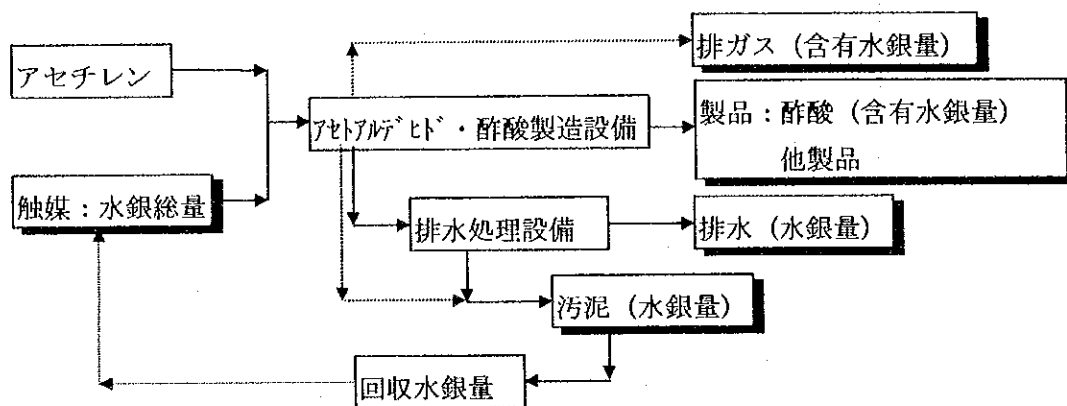 排ガス（含有水銀量）
アセチレン
製品：酢酸（含有水銀量）
他製品
ｱｾﾄｱﾙﾃﾞﾋﾄﾞ・酢酸製造設備
触媒：水銀総量
排水処理設備
排水（水銀量）
汚泥（水銀量）
回収水銀量